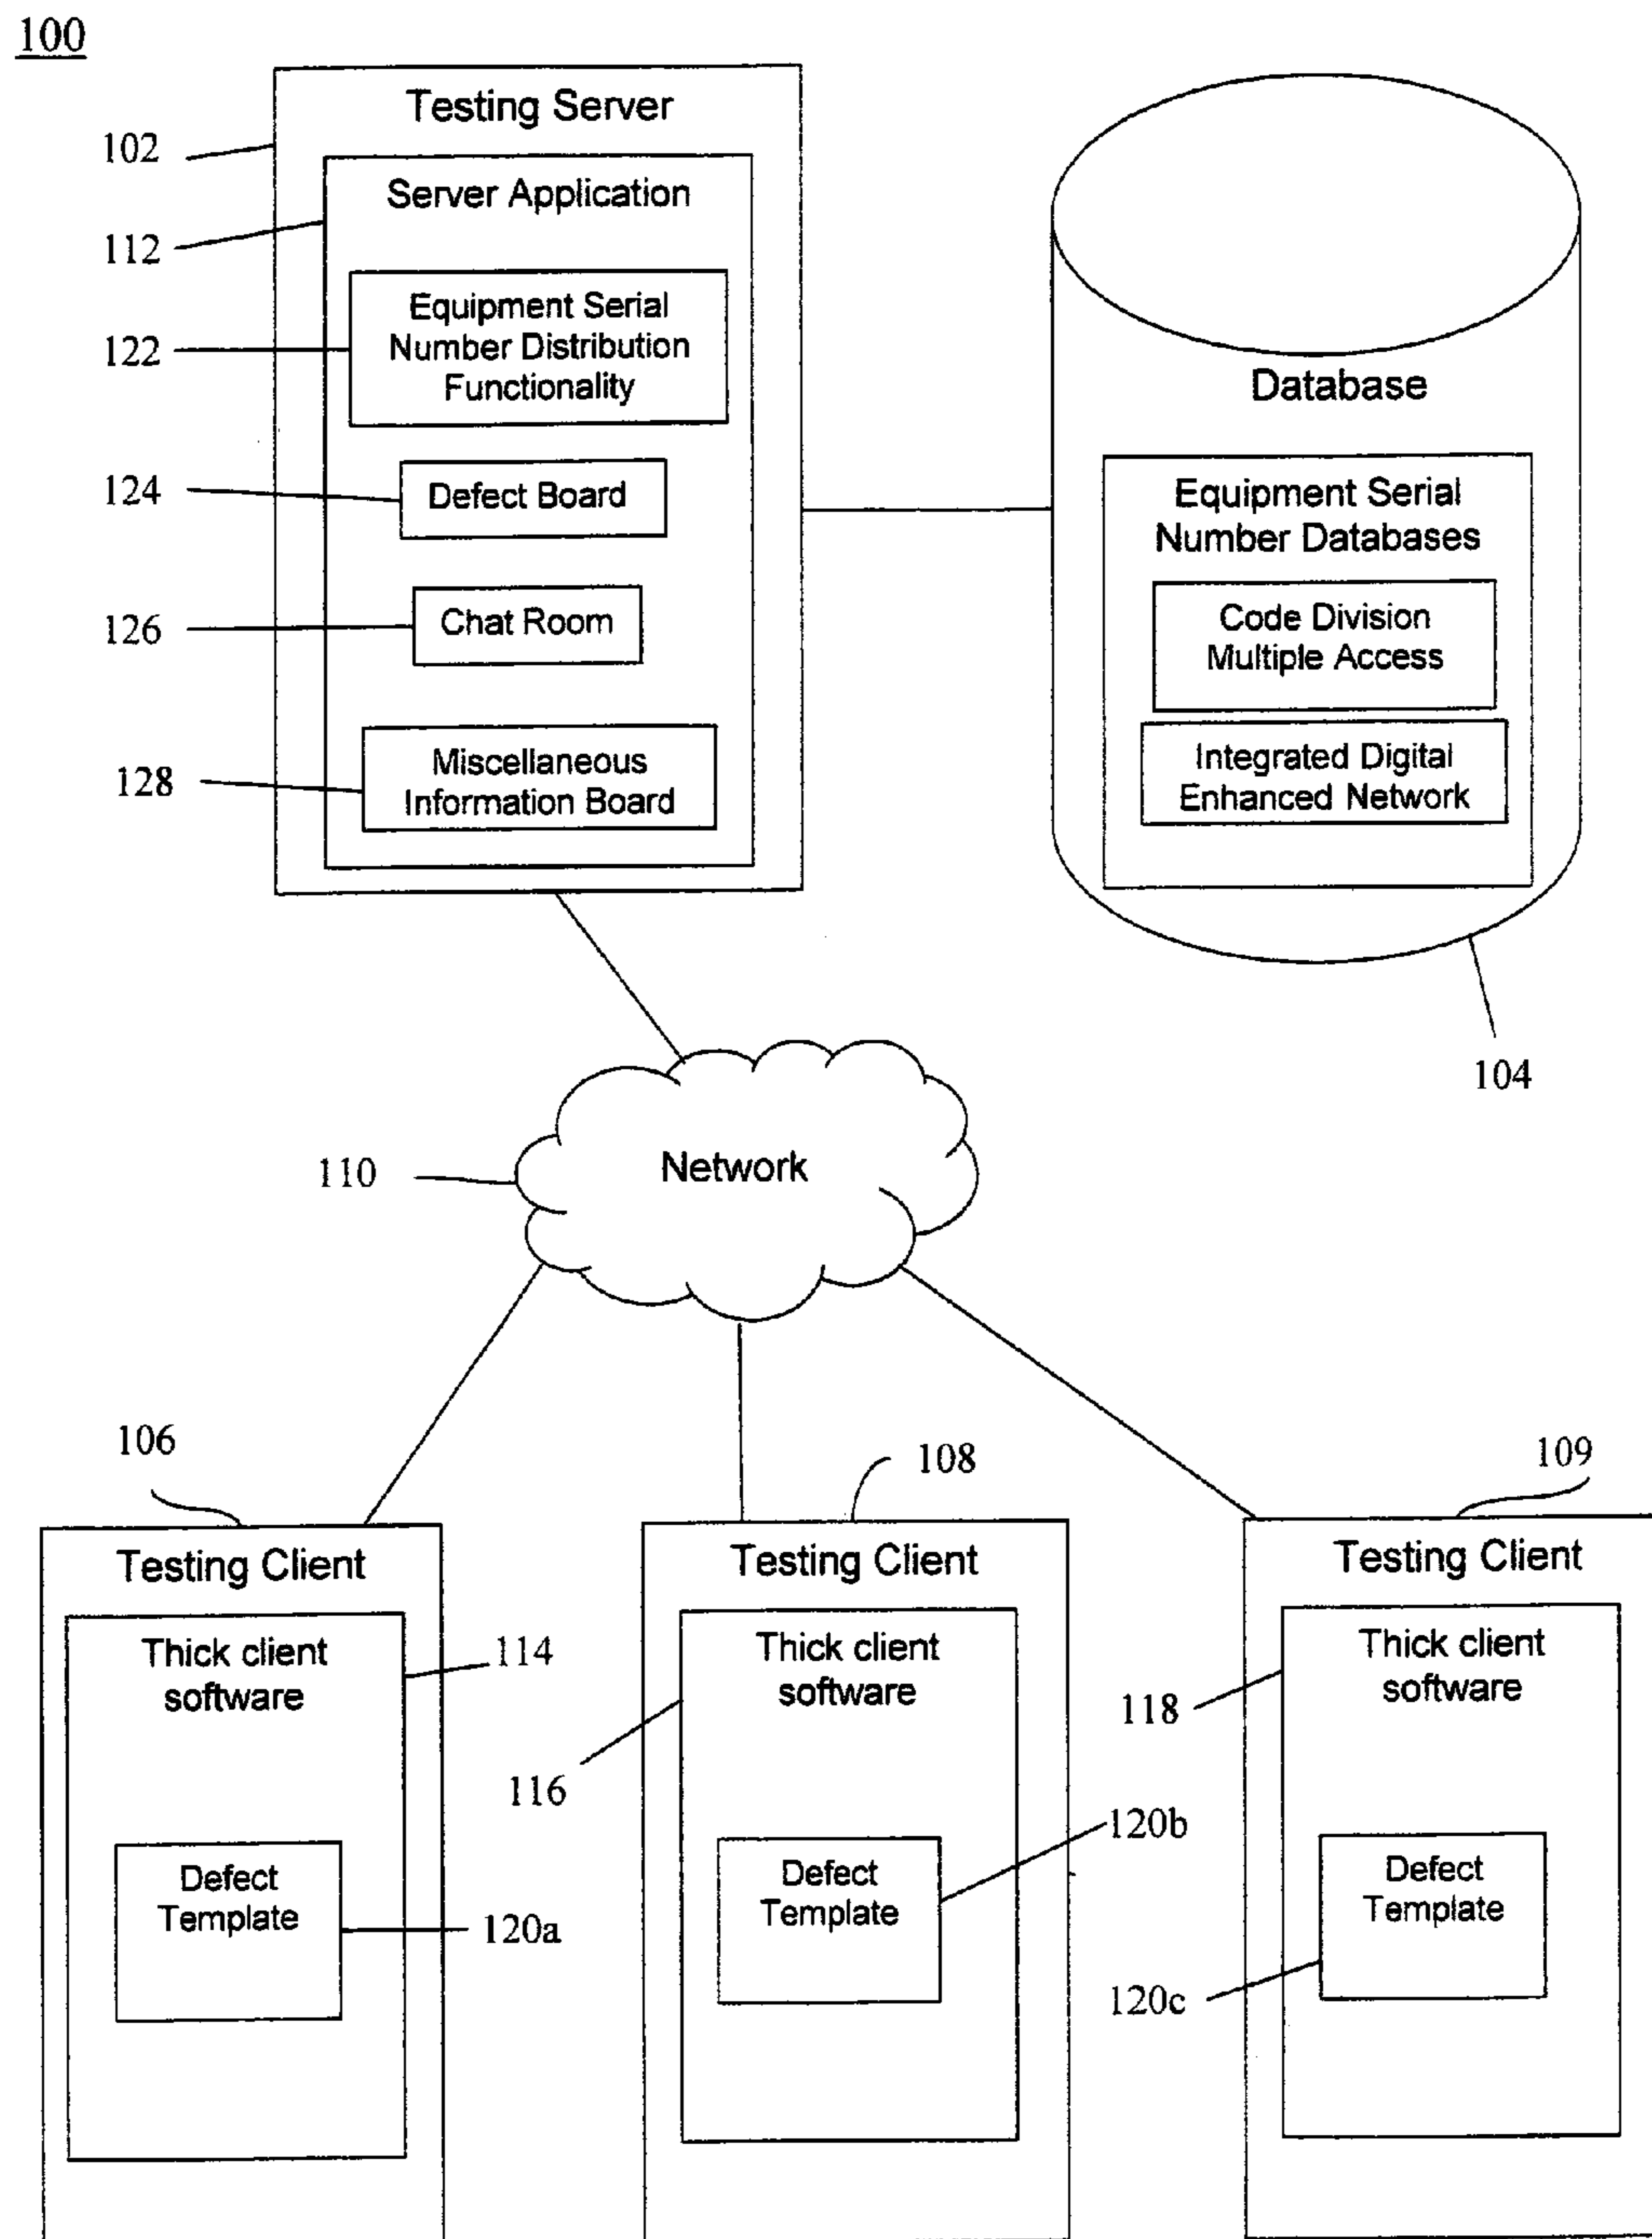 100
Testing Server
102
Server Application
112
Equipment Serial
Number Distribution
Functionality
122
Defect Board
124
Chat Room
126
Miscellaneous
Information Board
128
Database
Equipment Serial
Number Databases
Code Division
Multiple Access
Integrated Digital
Enhanced Network
104
Network
110
106
Testing Client
Thick client
software
114
Defect
Template
120a
108
Testing Client
Thick client
software
116
Defect
Template
120b
109
Testing Client
Thick client
software
118
Defect
Template
120c